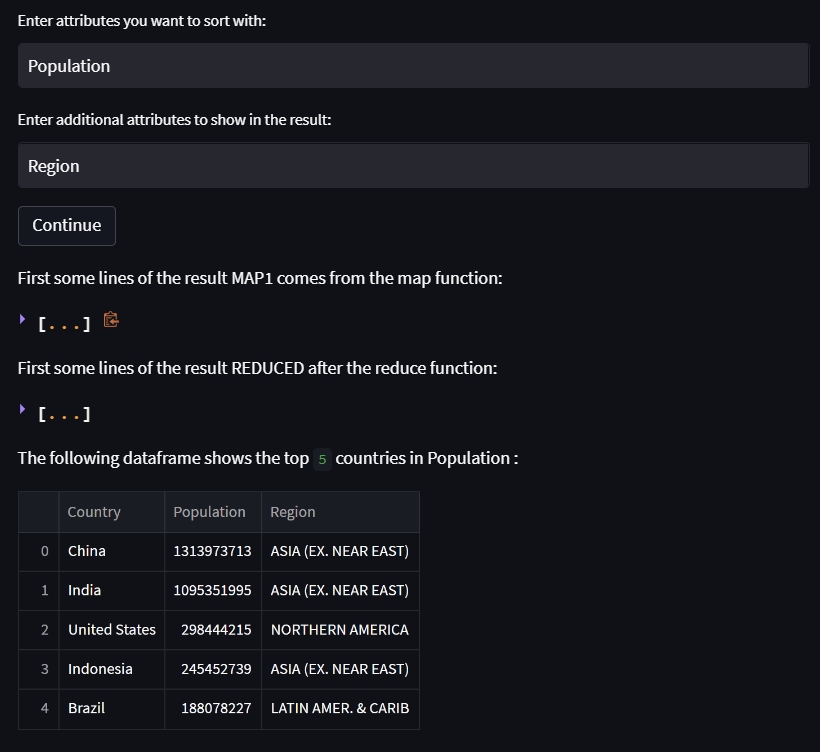 Enter attributes you want to sort with:
Population
Enter additional attributes to show in the result:
Region
Continue
First some lines of the result MAP1 comes from the map function:
[...]
First some lines of the result REDUCED after the reduce function:
[...]
The following dataframe shows the top 5 countries in Population :
Country Population Region
0 China 1313973713 ASIA (EX. NEAR EAST)
1 India 1095351995 ASIA (EX. NEAR EAST)
2 United States 298444215 NORTHERN AMERICA
3 Indonesia 245452739 ASIA (EX. NEAR EAST)
4 Brazil 188078227 LATIN AMER. & CARIB